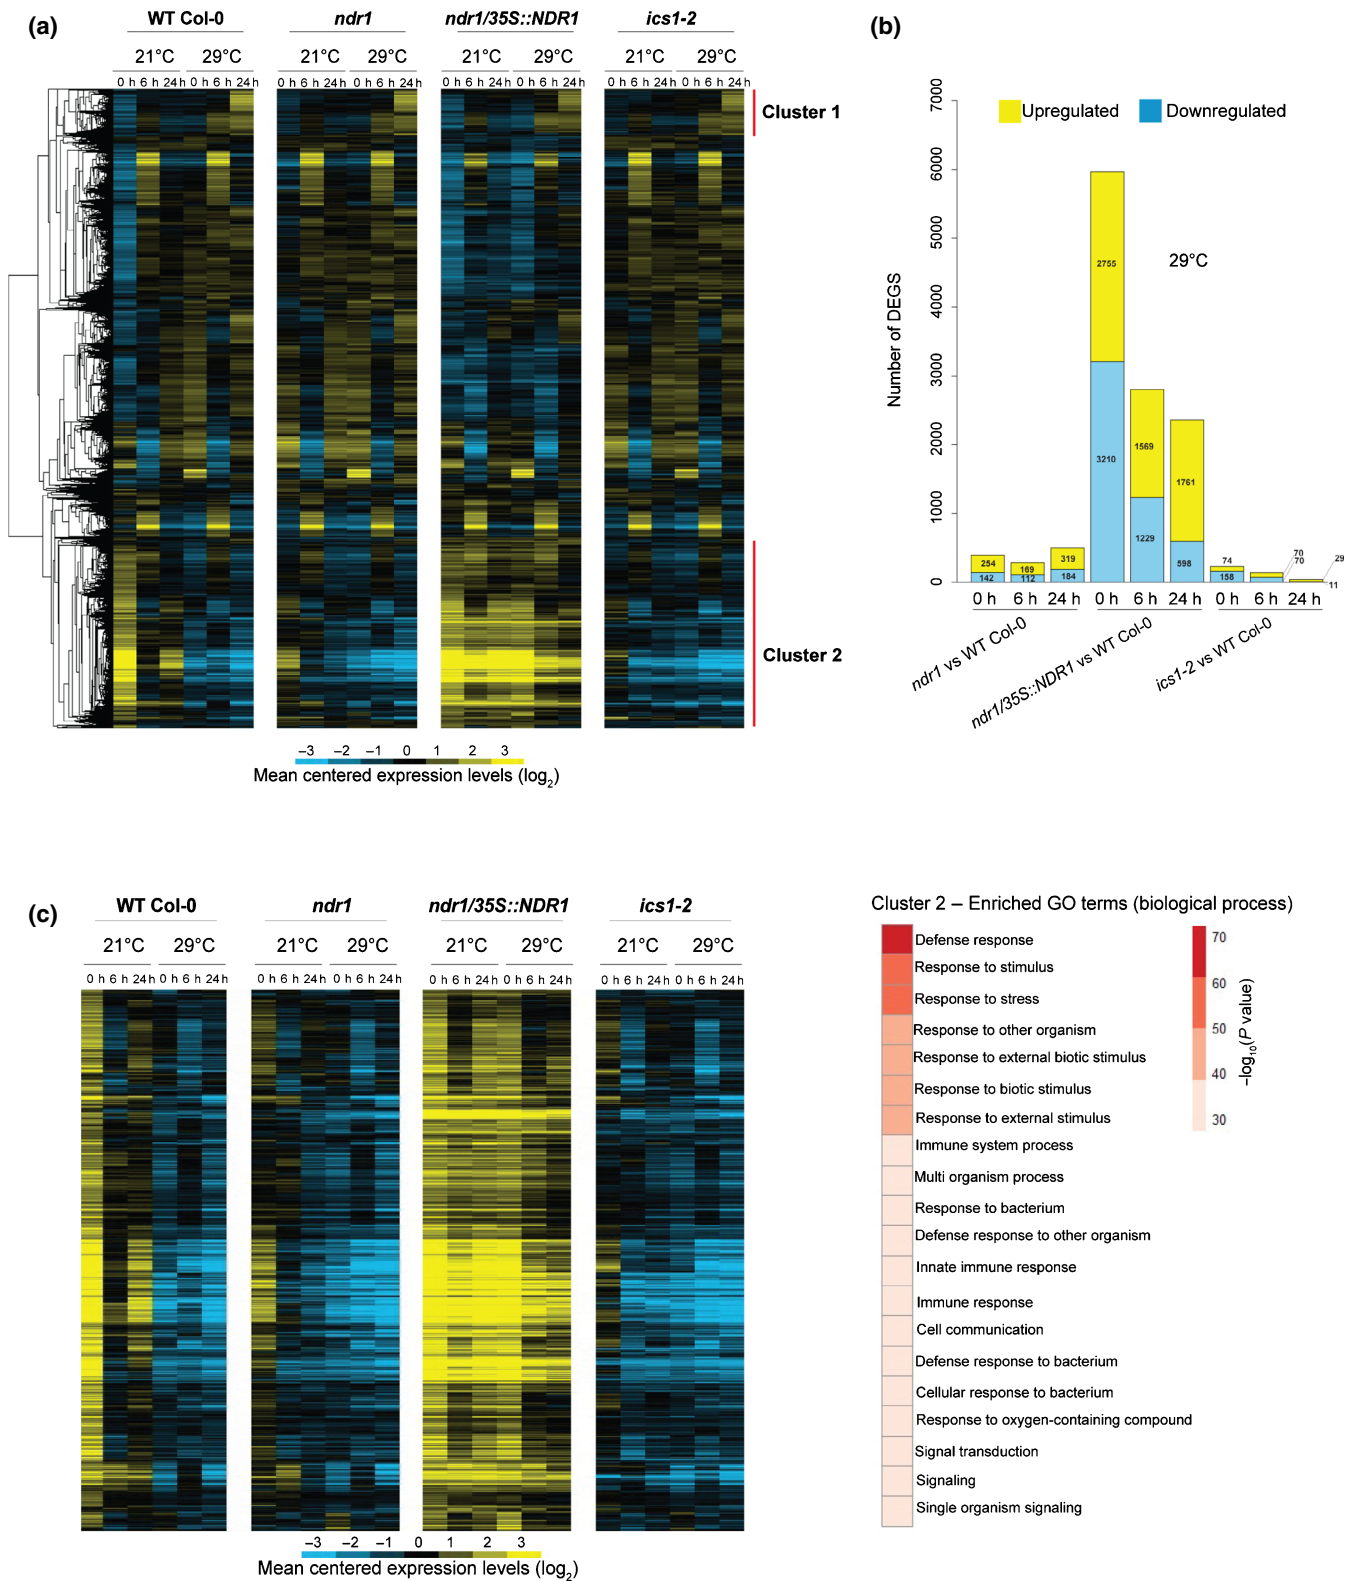 (a)
WT Col-0 ndr1 ndr1/35S::NDR1 ics1-2
21°C 29°C 21°C 29°C 21°C 29°C 21°C 29°C
0 h 6 h 24 h 0 h 6 h 24 h 0 h 6 h 24 h 0 h 6 h 24 h 0 h 6 h 24 h 0 h 6 h 24 h 0 h 6 h 24 h 0 h 6 h 24 h
Cluster 1
Cluster 2
–3 –2 –1 0 1 2 3
Mean centered expression levels (log2)
(b)
Upregulated Downregulated
29°C
Number of DEGS
7000
6000
5000
4000
3000
2000
1000
0
254 169 319 2755 1569 1761 74 70 29
142 112 184 3210 1229 598 158 70 11
0 h 6 h 24 h 0 h 6 h 24 h 0 h 6 h 24 h
ndr1 vs WT Col-0
ndr1/35S::NDR1 vs WT Col-0
ics1-2 vs WT Col-0
(c)
WT Col-0 ndr1 ndr1/35S::NDR1 ics1-2
21°C 29°C 21°C 29°C 21°C 29°C 21°C 29°C
0 h 6 h 24 h 0 h 6 h 24 h 0 h 6 h 24 h 0 h 6 h 24 h 0 h 6 h 24 h 0 h 6 h 24 h 0 h 6 h 24 h 0 h 6 h 24 h
–3 –2 –1 0 1 2 3
Mean centered expression levels (log2)
Cluster 2 – Enriched GO terms (biological process)
Defense response
Response to stimulus
Response to stress
Response to other organism
Response to external biotic stimulus
Response to biotic stimulus
Response to external stimulus
Immune system process
Multi organism process
Response to bacterium
Defense response to other organism
Innate immune response
Immune response
Cell communication
Defense response to bacterium
Cellular response to bacterium
Response to oxygen-containing compound
Signal transduction
Signaling
Single organism signaling
70
60
50
40
30
–log10(P value)